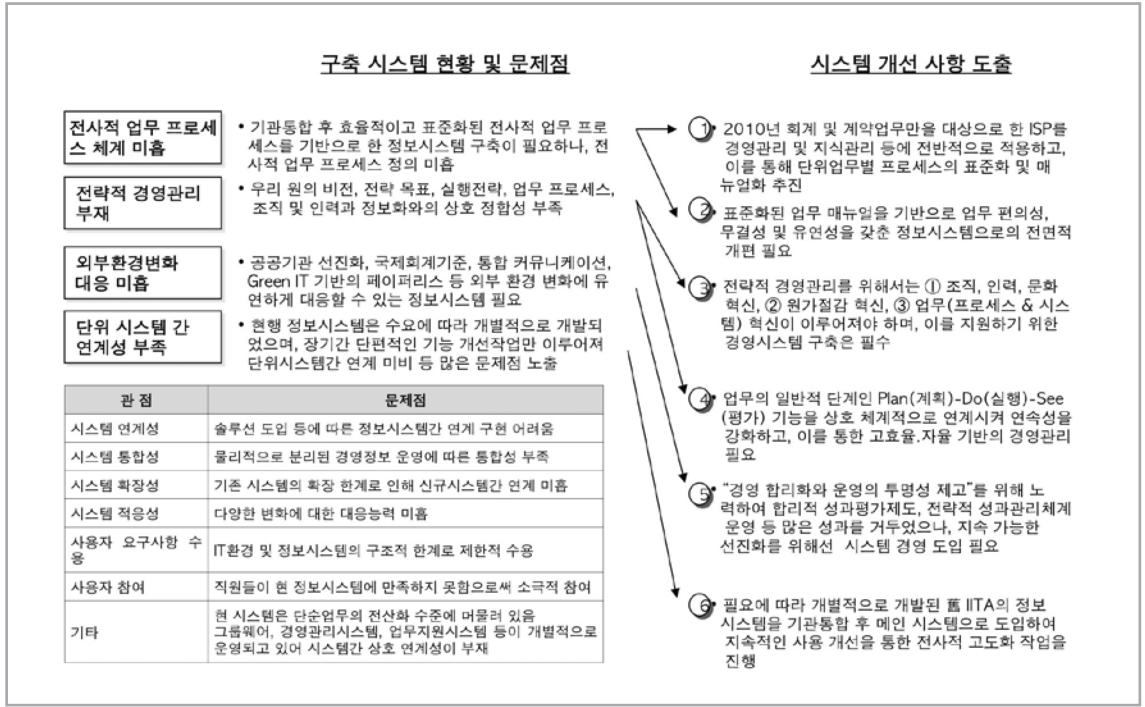 구축 시스템 현황 및 문제점
전사적 업무 프로세
스 체계 미흡
• 기관통합 후 효율적이고 표준화된 전사적 업무 프로
세스를 기반으로 한 정보시스템 구축이 필요하나, 전
사적 업무 프로세스 정의 미흡
전략적 경영관리
부재
• 우리 원의 비전, 전략 목표, 실행전략, 업무 프로세스,
조직 및 인력과 정보화와의 상호 정합성 부족
외부환경변화
대응 미흡
• 공공기관 선진화, 국제회계기준, 통합 커뮤니케이션,
Green IT 기반의 페이퍼리스 등 외부 환경 변화에 유
연하게 대응할 수 있는 정보시스템 필요
단위 시스템 간
연계성 부족
• 현행 정보시스템은 수요에 따라 개별적으로 개발되
었으며, 장기간 단편적인 기능 개선작업만 이루어져
단위시스템간 연계 미비 등 많은 문제점 노출
관 점 문제점
시스템 연계성 솔루션 도입 등에 따른 정보시스템간 연계 구현 어려움
시스템 통합성 물리적으로 분리된 경영정보 운영에 따른 통합성 부족
시스템 확장성 기존 시스템의 확장 한계로 인해 신규시스템간 연계 미흡
시스템 적응성 다양한 변화에 대한 대응능력 미흡
사용자 요구사항 수
용
IT환경 및 정보시스템의 구조적 한계로 제한적 수용
사용자 참여 직원들이 현 정보시스템에 만족하지 못함으로써 소극적 참여
기타
현 시스템은 단순업무의 전산화 수준에 머물러 있음
그룹웨어, 경영관리시스템, 업무지원시스템 등이 개별적으로
운영되고 있어 시스템간 상호 연계성이 부재
시스템 개선 사항 도출
1 • 2010년 회계 및 계약업무만을 대상으로 한 ISP를
경영관리 및 지식관리 등에 전반적으로 적용하고,
이를 통해 단위업무별 프로세스의 표준화 및 매
뉴얼화 추진
2 • 표준화된 업무 매뉴얼을 기반으로 업무 편의성,
무결성 및 유연성을 갖춘 정보시스템으로의 전면적
개편 필요
3 • 전략적 경영관리를 위해서는 ① 조직, 인력, 문화
혁신, ② 원가절감 혁신, ③ 업무(프로세스 & 시스
템) 혁신이 이루어져야 하며, 이를 지원하기 위한
경영시스템 구축은 필수
4 • 업무의 일반적 단계인 Plan(계획)-Do(실행)-See
(평가) 기능을 상호 체계적으로 연계시켜 연속성을
강화하고, 이를 통한 고효율.자율 기반의 경영관리
필요
5 • "경영 합리화와 운영의 투명성 제고"를 위해 노
력하여 합리적 성과평가제도, 전략적 성과관리체계
운영 등 많은 성과를 거두었으나, 지속 가능한
선진화를 위해선 시스템 경영 도입 필요
6 • 필요에 따라 개별적으로 개발된 舊 IITA의 정보
시스템을 기관통합 후 메인 시스템으로 도입하여
지속적인 사용 개선을 통한 전사적 고도화 작업을
진행